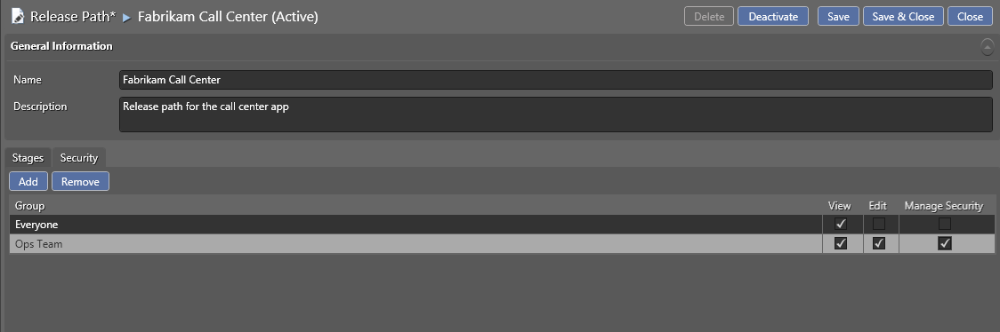 Release Path* ▶ Fabrikam Call Center (Active) Delete Deactivate Save Save & Close Close
General Information
Name Fabrikam Call Center
Description Release path for the call center app
Stages Security
Add Remove
Group View Edit Manage Security
Everyone
Ops Team